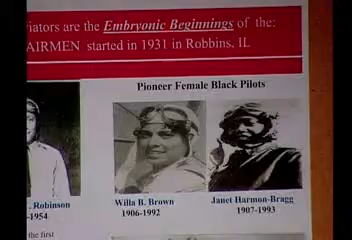 viators are the Embryonic Beginnings of the:
AIRMEN started in 1931 in Robbins, IL
Pioneer Female Black Pilots
. Robinson
-1954
Willa B. Brown
1906-1992
Janet Harmon-Bragg
1907-1993
the first